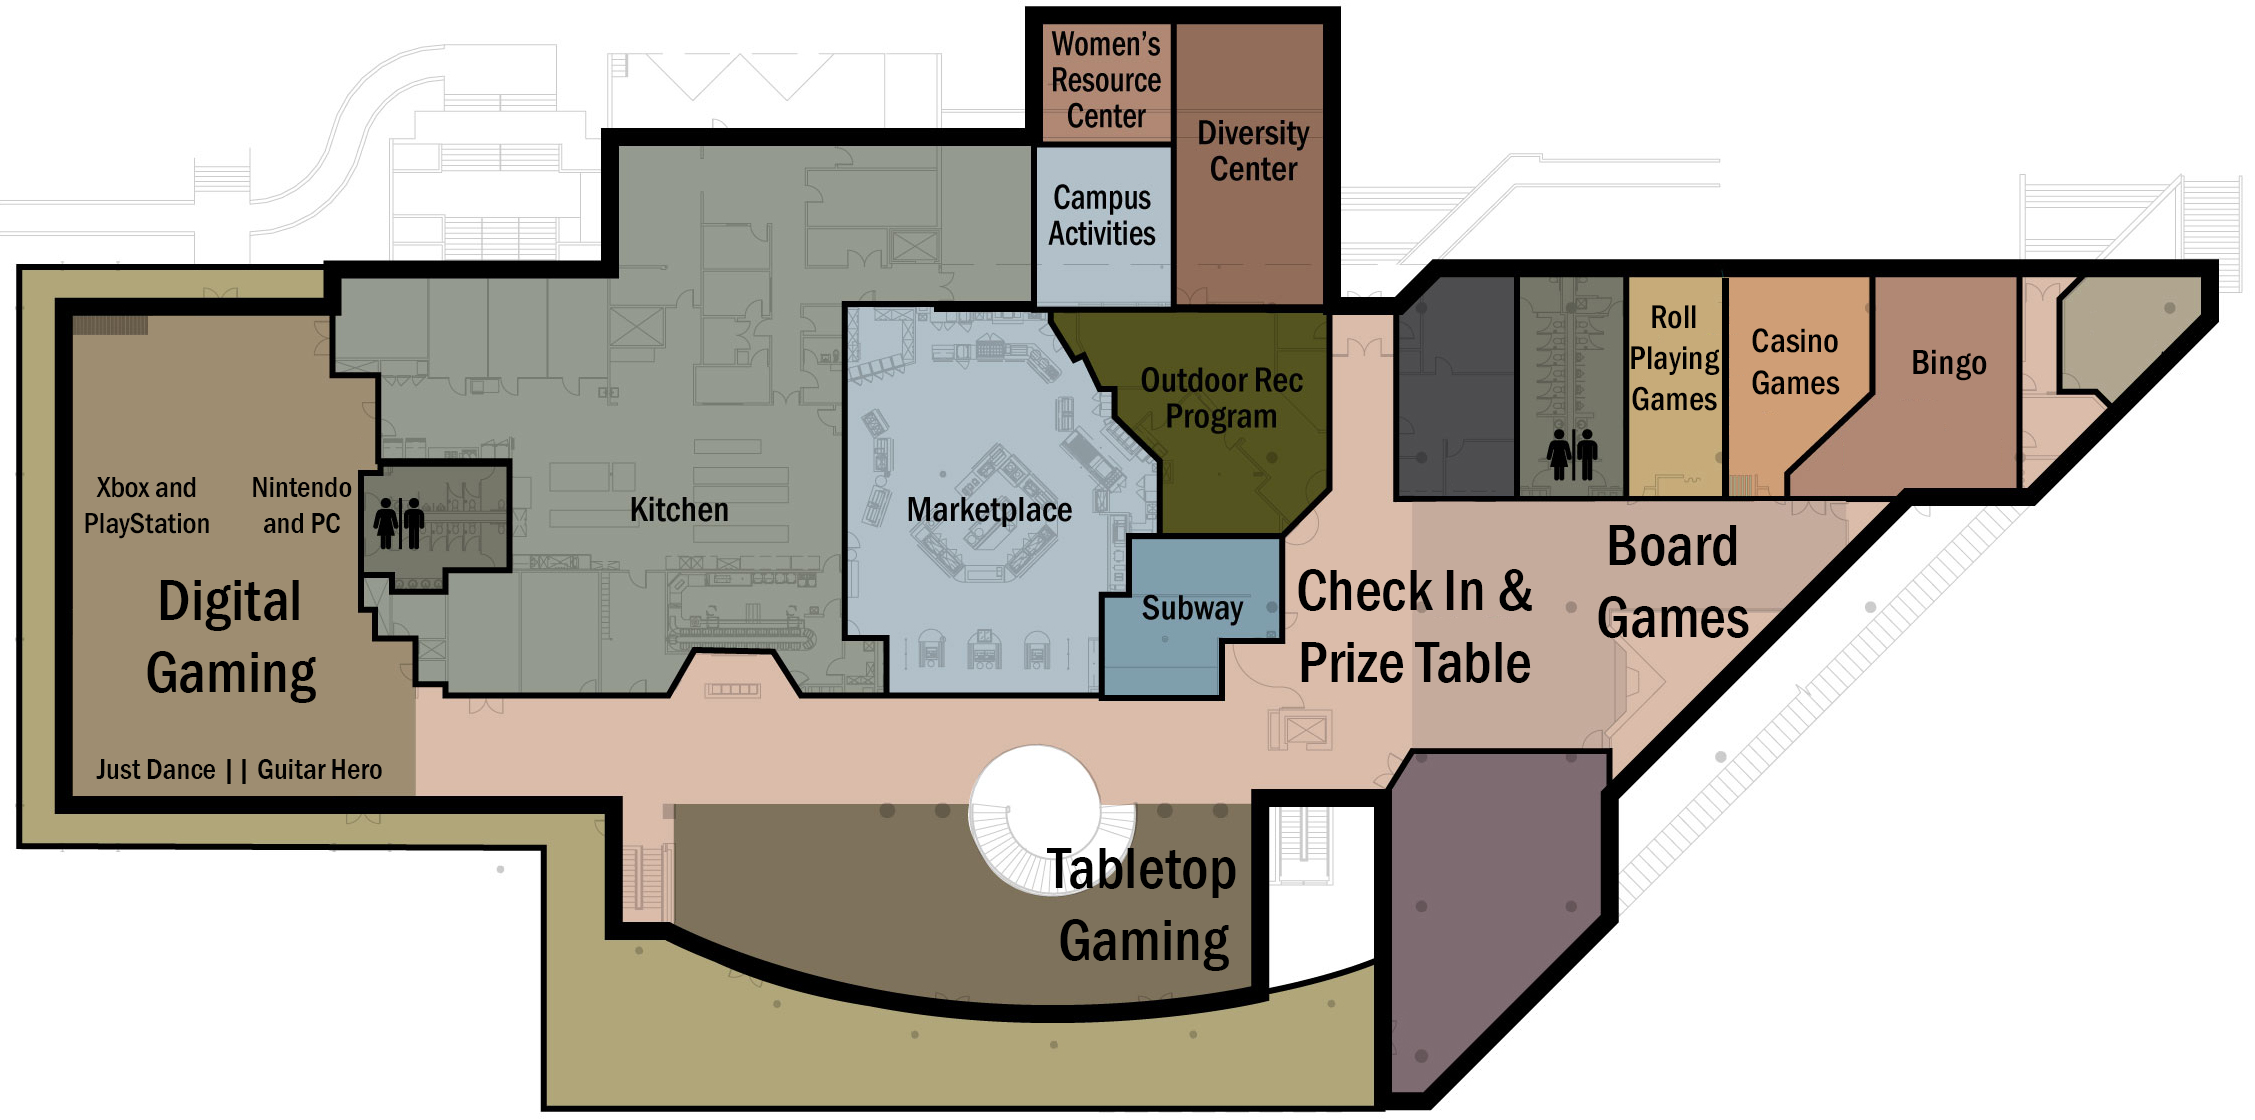 Women's
Resource
Center
Diversity
Center
Campus
Activities
Outdoor Rec
Program
Roll
Playing
Games
Casino
Games
Bingo
Xbox and
PlayStation
Nintendo
and PC
Kitchen
Marketplace
Digital
Gaming
Subway
Check In &
Prize Table
Board
Games
Just Dance || Guitar Hero
Tabletop
Gaming